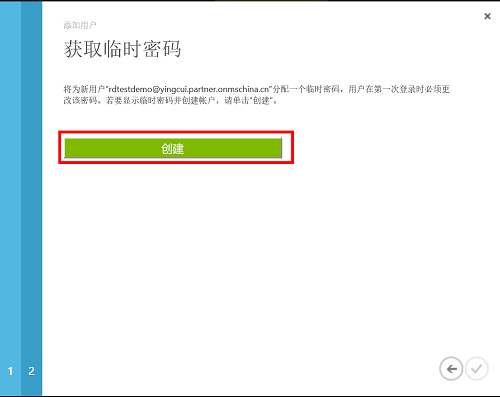 添加用户
获取临时密码
将为新用户“rdtestdemo@yingcui.partner.onmschina.cn”分配一个临时密码，用户在第一次登录时必须更
改该密码。若要显示临时密码并创建帐户，请单击“创建”。
创建
1 2